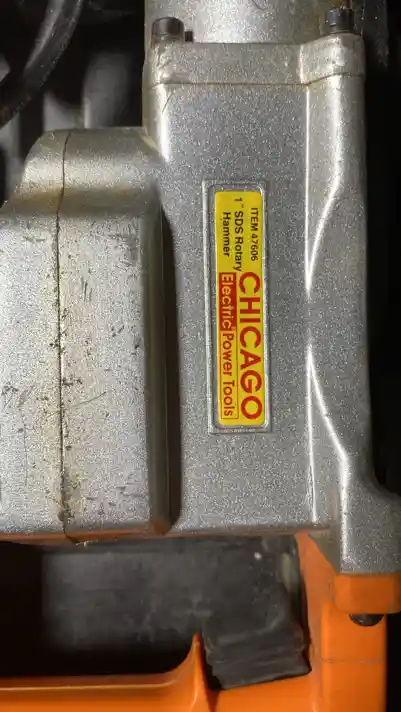 ITEM 47606
1" SDS Rotary
Hammer
CHICAGO
Electric Power Tools